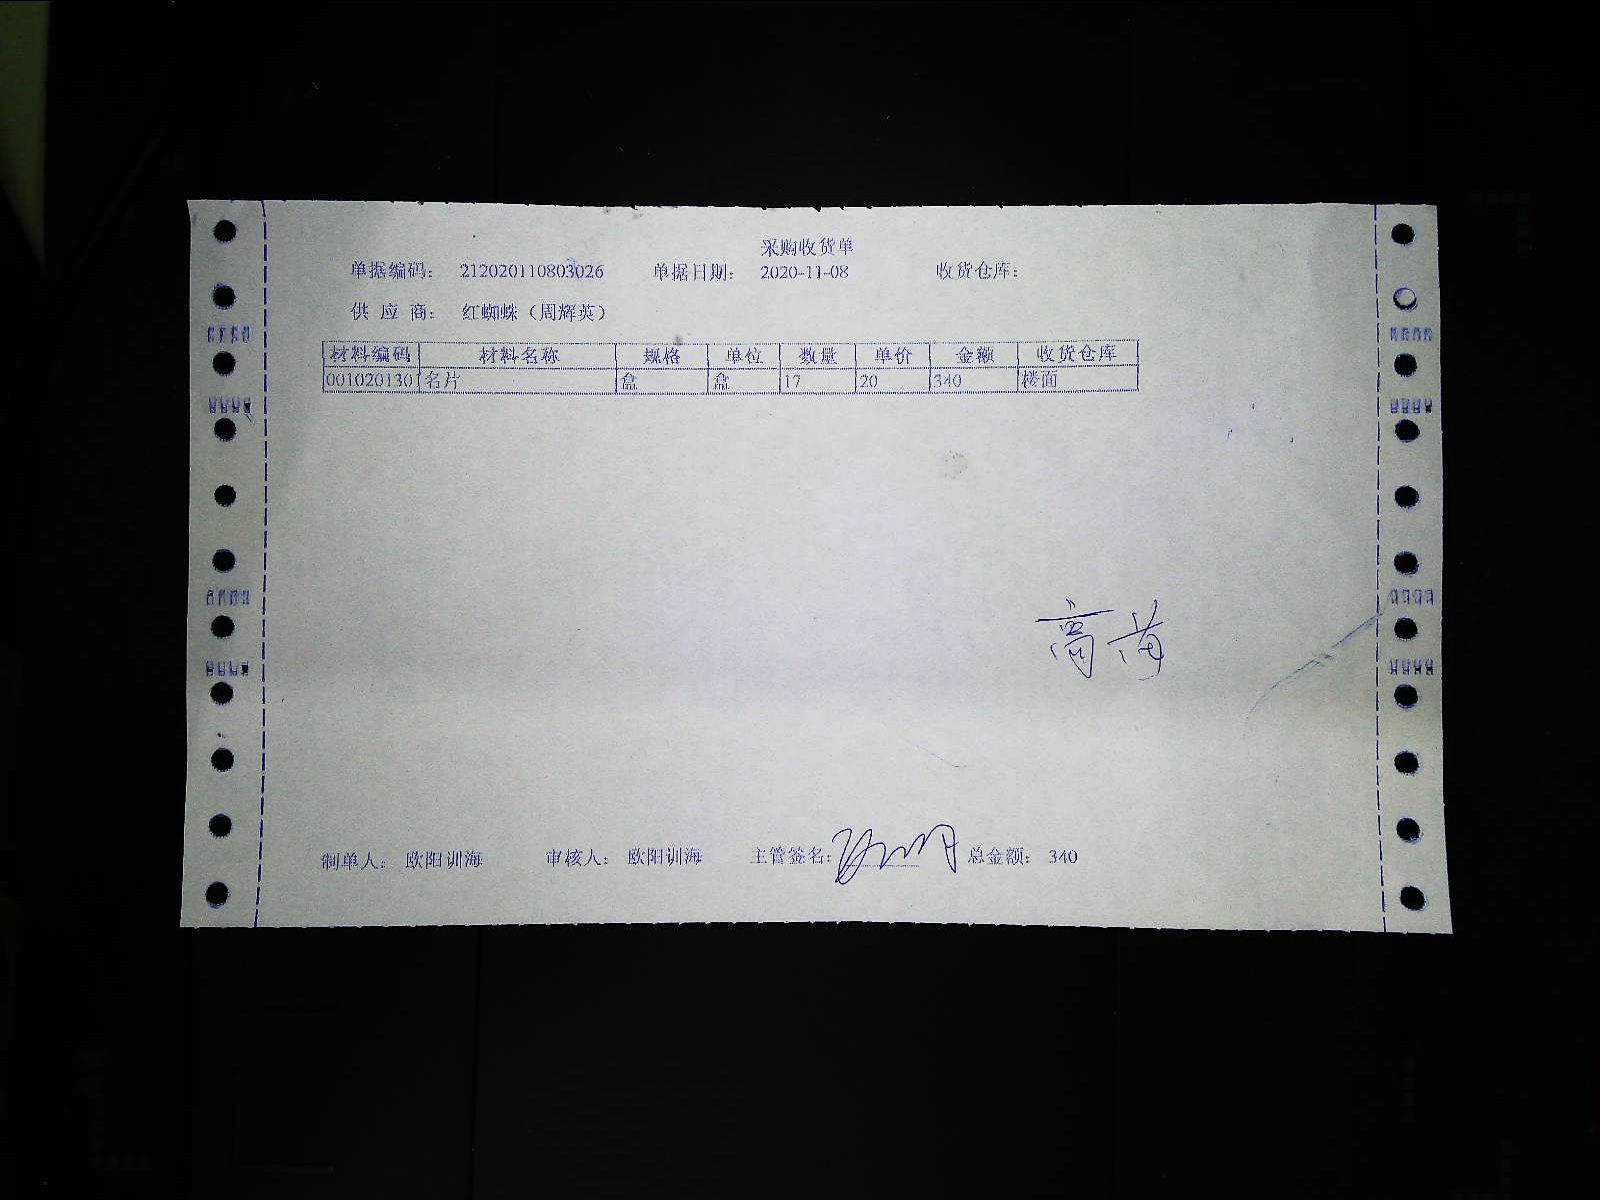 采购收货单
单据编码： 212020110803026 单据日期： 2020-11-08 收货仓库：
供 应 商： 红蜘蛛（周辉英）
材料编码 材料名称 规格 单位 数量 单价 金额 收货仓库
001020130 名片 盒 盒 17 20 340 楼面
高苗
制单人： 欧阳训海 审核人： 欧阳训海 主管签名： 总金额： 340